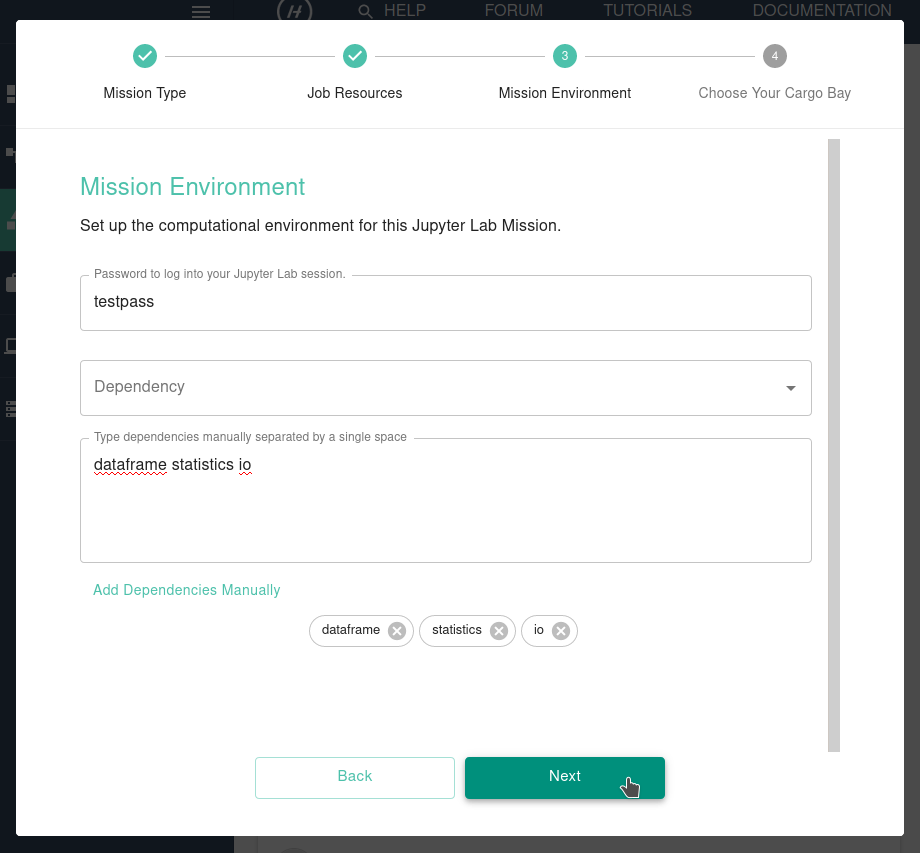 HELP FORUM TUTORIALS DOCUMENTATION
3 4
Mission Type Job Resources Mission Environment Choose Your Cargo Bay
Mission Environment
Set up the computational environment for this Jupyter Lab Mission.
Password to log into your Jupyter Lab session.
testpass
Dependency
Type dependencies manually separated by a single space
dataframe statistics io
Add Dependencies Manually
dataframe statistics io
Back Next